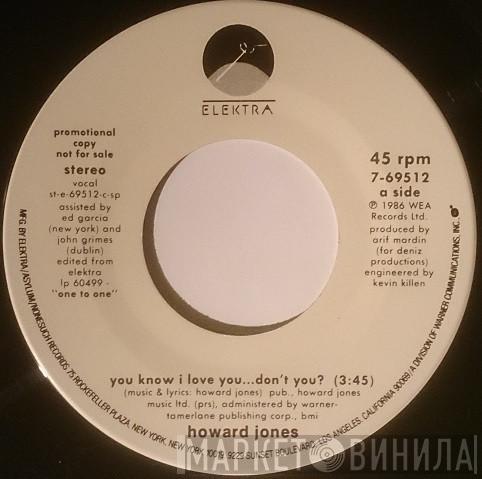 ELEKTRA
promotional
copy
not for sale
stereo
vocal
st-e-69512-c-sp
assisted by
ed garcia
(new york) and
john grimes
(dublin)
edited from
elektra
lp 60499 -
"one to one"
45 rpm
7-69512
a side
℗ 1986 WEA
Records Ltd.
produced by
arif mardin
(for deniz
productions)
engineered by
kevin killen
you know i love you...don't you? (3:45)
(music & lyrics: howard jones) pub., howard jones
music ltd. (prs), administered by warner-
tamerlane publishing corp., bmi
howard jones
MFG. BY ELEKTRA/ASYLUM/NONESUCH RECORDS 75 ROCKEFELLER PLAZA, NEW YORK, NEW YORK 10019. 9229 SUNSET BOULEVARD, LOS ANGELES, CALIFORNIA 90069/A DIVISION OF WARNER COMMUNICATIONS, INC.
МАРКЕТ ВИНИЛА